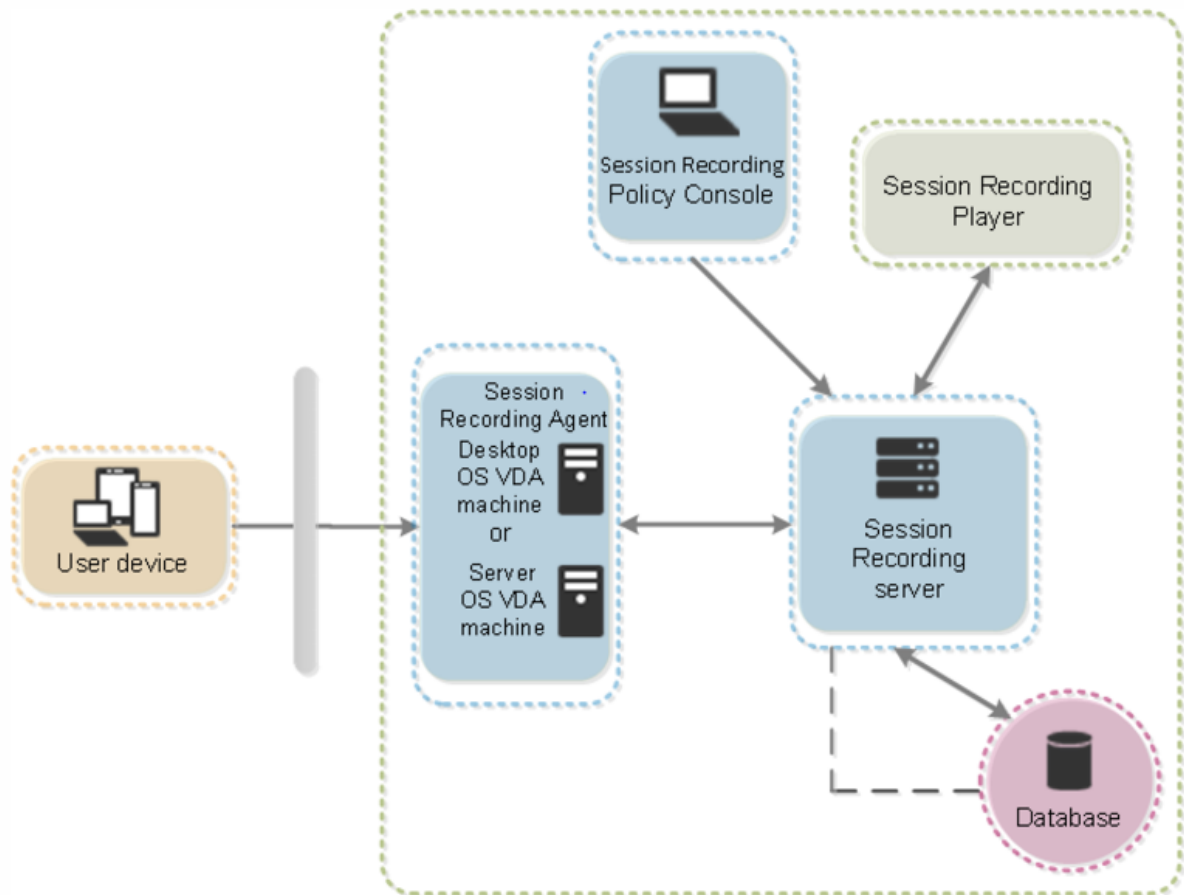 Session Recording
Policy Console
Session Recording
Player
Session
Recording Agent
Desktop
OS VDA
machine
or
Server
OS VDA
machine
User device
Session
Recording
server
Database